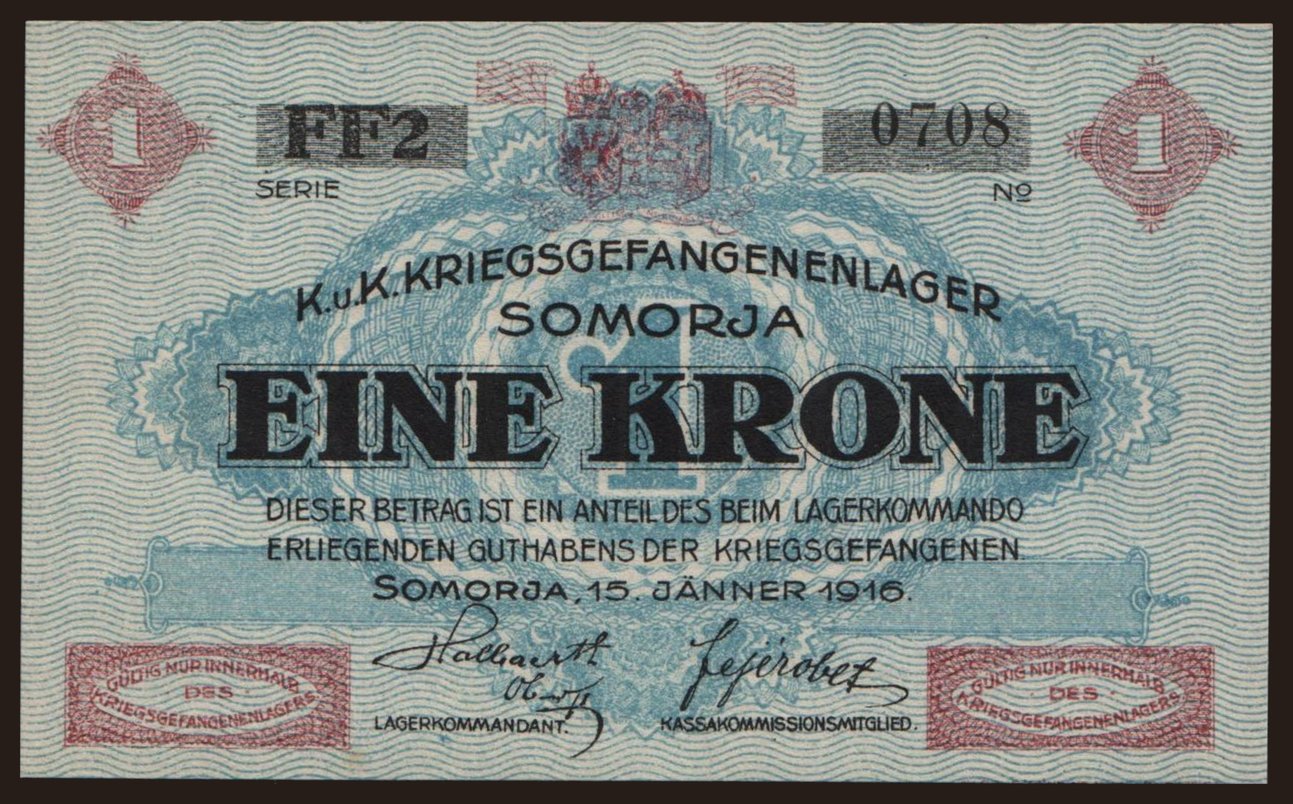 1
FF2
0708
1
SERIE
No
K.u.K. KRIEGSGEFANGENENLAGER
SOMORJA
1
EINE KRONE
DIESER BETRAG IST EIN ANTEIL DES BEIM LAGERKOMMANDO
ERLIEGENDEN GUTHABENS DER KRIEGSGEFANGENEN.
SOMORJA, 15. JÄNNER 1916.
LAGERKOMMANDANT.
KASSAKOMMISSIONSMITGLIED.
GÜLTIG NUR INNERHALB
DES
KRIEGSGEFANGENENLAGERS
GÜLTIG NUR INNERHALB
DES
KRIEGSGEFANGENENLAGERS